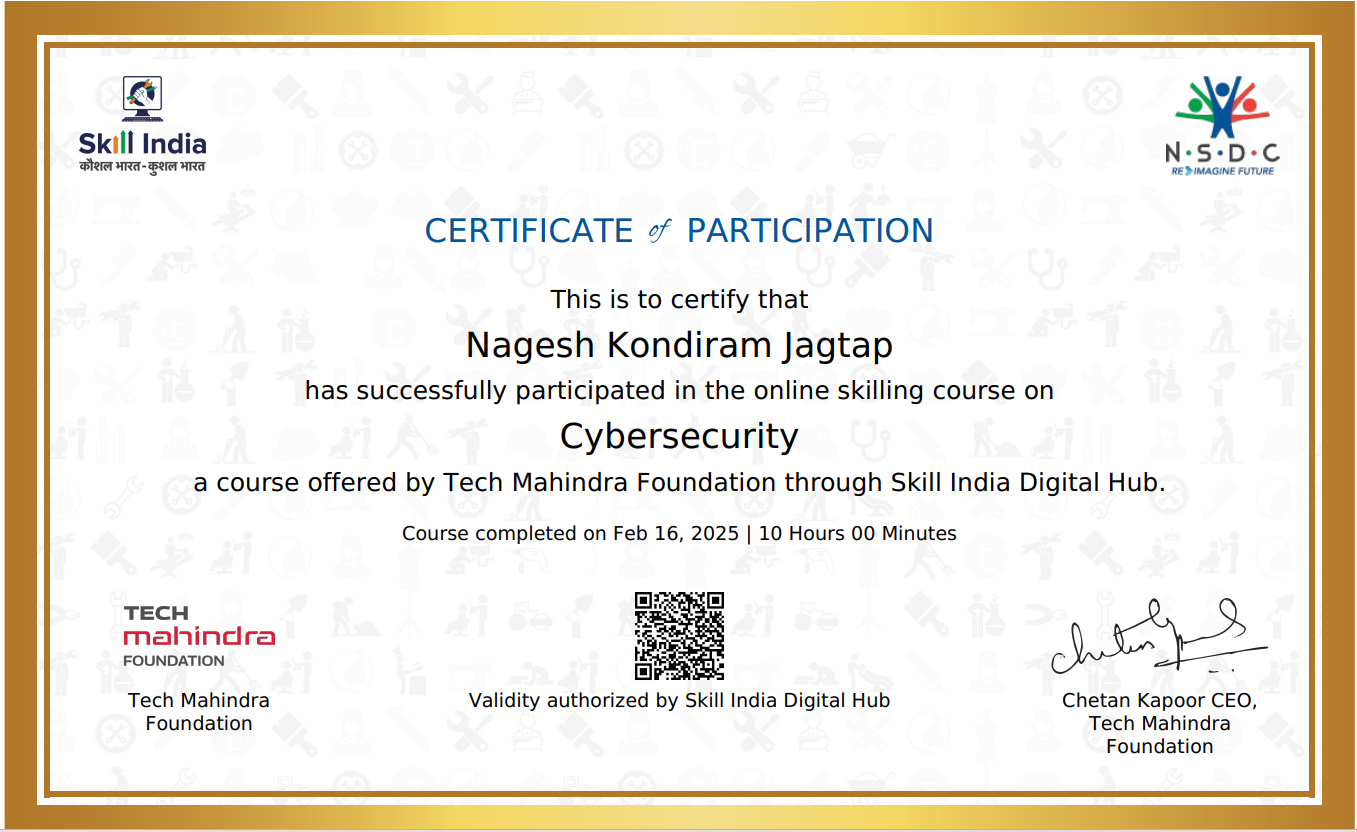 Skill India
कौशल भारत-कुशल भारत
N·S·D·C
RE IMAGINE FUTURE
CERTIFICATE of PARTICIPATION
This is to certify that
Nagesh Kondiram Jagtap
has successfully participated in the online skilling course on
Cybersecurity
a course offered by Tech Mahindra Foundation through Skill India Digital Hub.
Course completed on Feb 16, 2025 | 10 Hours 00 Minutes
TECH
mahindra
FOUNDATION
Tech Mahindra
Foundation
Validity authorized by Skill India Digital Hub
Chetan Kapoor CEO,
Tech Mahindra
Foundation